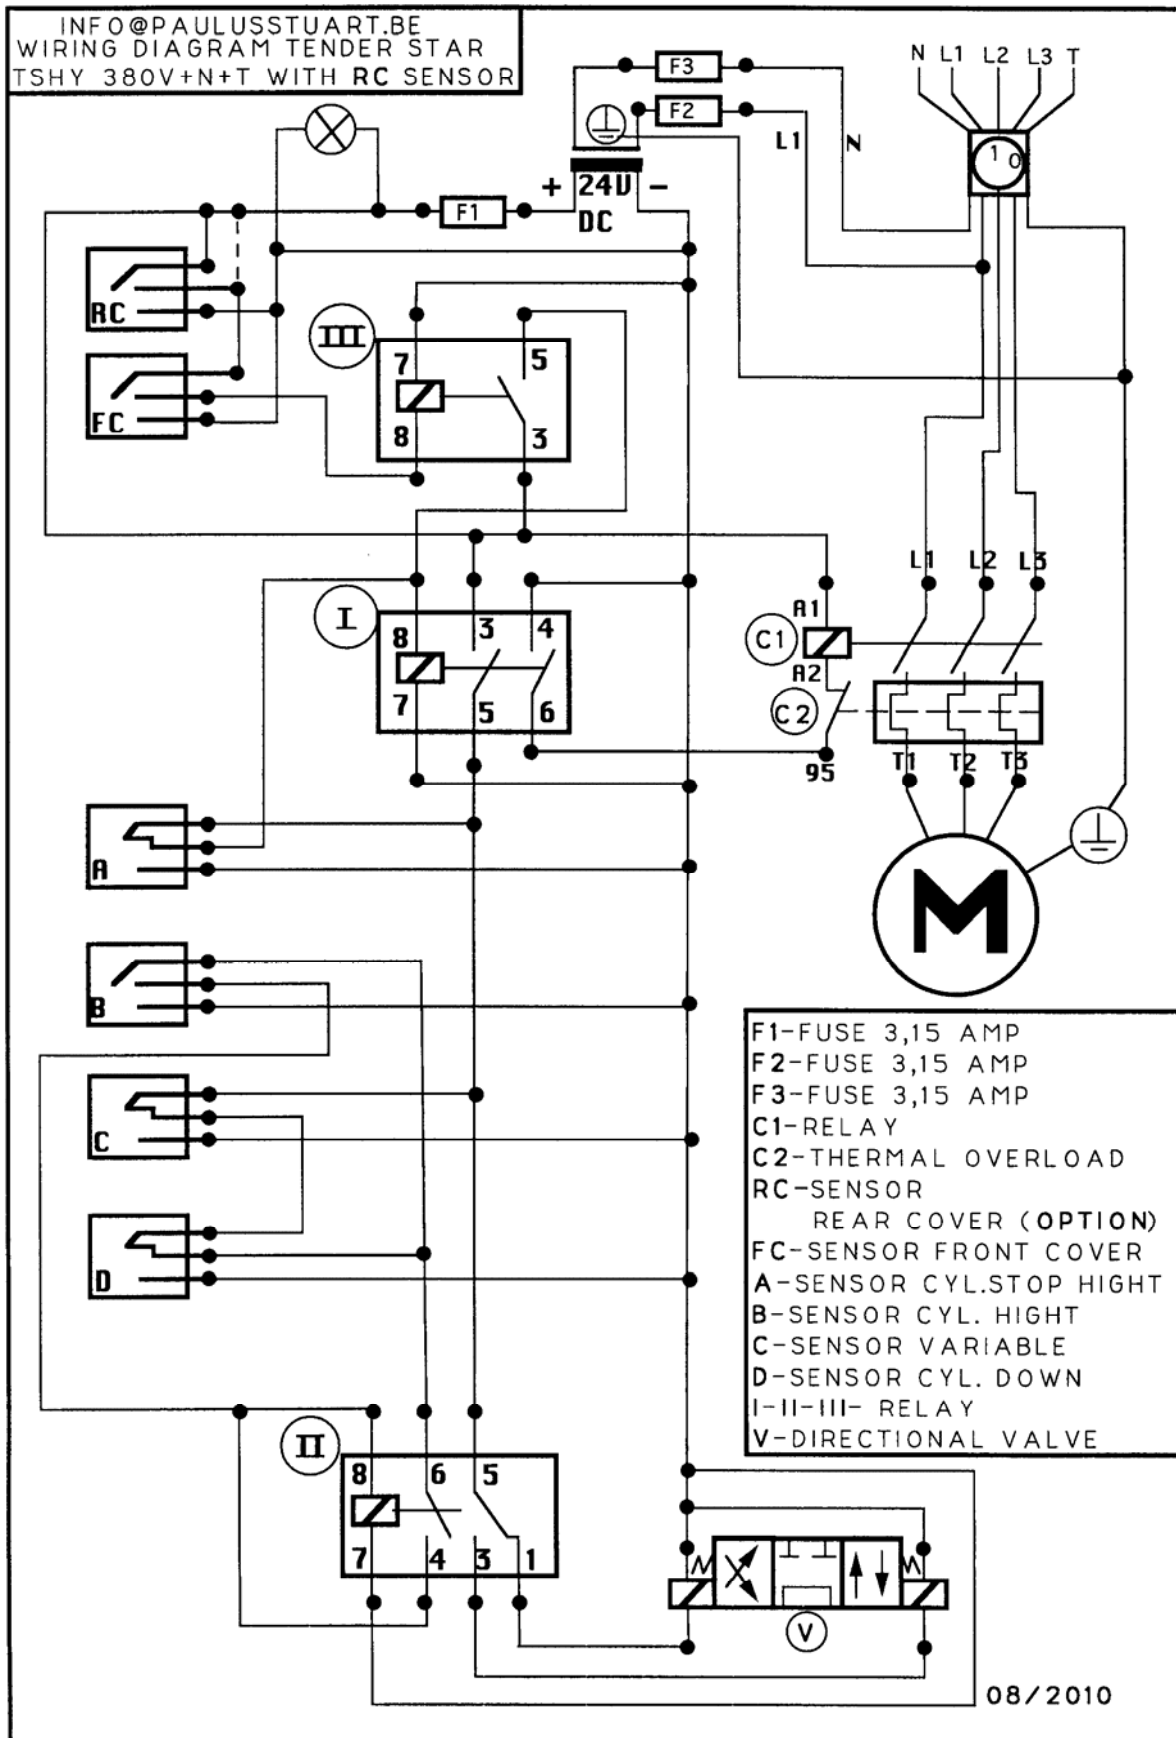 INFO@PAULUSSTUART.BE
WIRING DIAGRAM TENDER STAR
TSHY 380V+N+T WITH RC SENSOR
N L1 L2 L3 T
1 0
F3
F2
L1 N
+ 24V -
DC
F1
RC
FC
III
7 5
8 3
I
8 3 4
7 5 6
L1 L2 L3
A1
C1
A2
C2
95
T1 T2 T3
M
A
B
C
D
II
8 6 5
7 4 3 1
V
F1-FUSE 3,15 AMP
F2-FUSE 3,15 AMP
F3-FUSE 3,15 AMP
C1-RELAY
C2-THERMAL OVERLOAD
RC-SENSOR
REAR COVER (OPTION)
FC-SENSOR FRONT COVER
A-SENSOR CYL.STOP HIGHT
B-SENSOR CYL. HIGHT
C-SENSOR VARIABLE
D-SENSOR CYL. DOWN
I-II-III- RELAY
V-DIRECTIONAL VALVE
08/2010